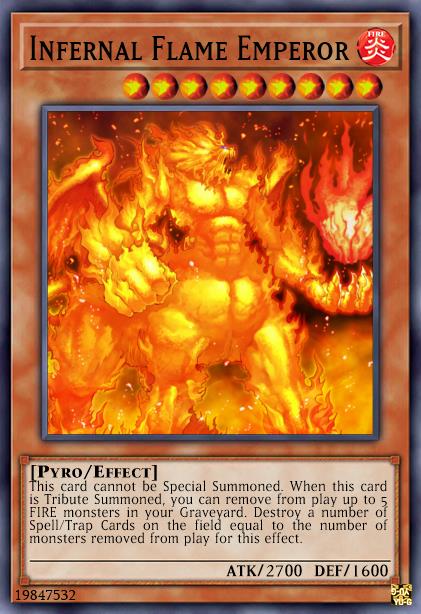 INFERNAL FLAME EMPEROR
FIRE
炎
[PYRO/EFFECT]
This card cannot be Special Summoned. When this card
is Tribute Summoned, you can remove from play up to 5
FIRE monsters in your Graveyard. Destroy a number of
Spell/Trap Cards on the field equal to the number of
monsters removed from play for this effect.
ATK/2700 DEF/1600
19847532